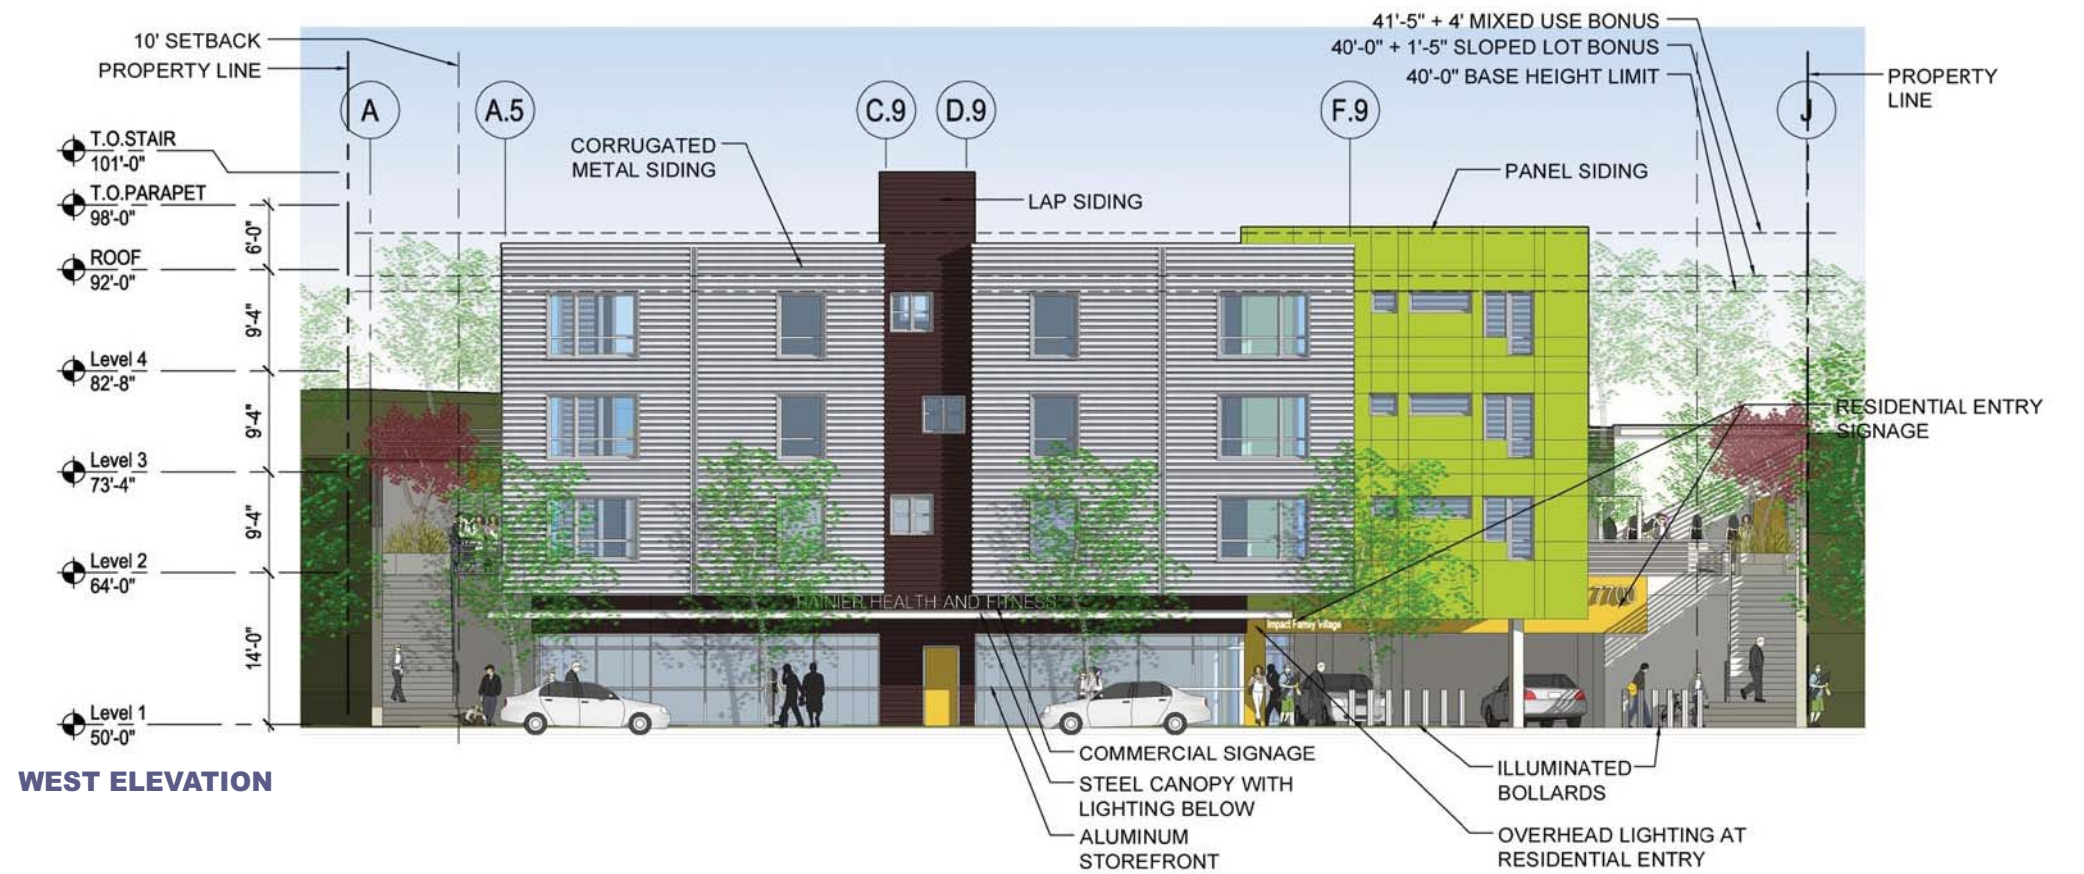 41'-5" + 4' MIXED USE BONUS
40'-0" + 1'-5" SLOPED LOT BONUS
40'-0" BASE HEIGHT LIMIT
10' SETBACK
PROPERTY LINE
PROPERTY
LINE
A
A.5
C.9
D.9
F.9
J
T.O.STAIR
101'-0"
T.O.PARAPET
98'-0"
6'-0"
ROOF
92'-0"
9'-4"
Level 4
82'-8"
9'-4"
Level 3
73'-4"
9'-4"
Level 2
64'-0"
14'-0"
Level 1
50'-0"
CORRUGATED
METAL SIDING
LAP SIDING
PANEL SIDING
RESIDENTIAL ENTRY
SIGNAGE
RAINIER HEALTH AND FITNESS
7700
Impact Family Village
WEST ELEVATION
COMMERCIAL SIGNAGE
STEEL CANOPY WITH
LIGHTING BELOW
ALUMINUM
STOREFRONT
ILLUMINATED
BOLLARDS
OVERHEAD LIGHTING AT
RESIDENTIAL ENTRY